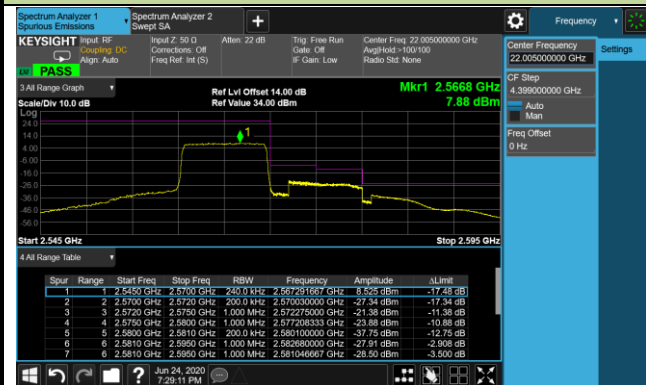 Spectrum Analyzer 1
Spurious Emissions
Spectrum Analyzer 2
Swept SA
+
Frequency
KEYSIGHT
Input: RF
Coupling: DC
Align: Auto
Input Z: 50 Ω
Corrections: Off
Freq Ref: Int (S)
Atten: 22 dB
Trig: Free Run
Gate: Off
IF Gain: Low
Center Freq: 22.005000000 GHz
Avg|Hold:>100/100
Radio Std: None
PASS
Center Frequency
22.005000000 GHz
Settings
CF Step
4.399000000 GHz
Auto
Man
Freq Offset
0 Hz
3 All Range Graph
Ref Lvl Offset 14.00 dB
Mkr1 2.5668 GHz
Scale/Div 10.0 dB
Ref Value 34.00 dBm
7.88 dBm
Log
24.0
14.0
4.00
-6.00
-16.0
-26.0
-36.0
-46.0
-56.0
1
Start 2.545 GHz
Stop 2.595 GHz
4 All Range Table
Spur Range Start Freq Stop Freq RBW Frequency Amplitude ΔLimit
1 1 2.5450 GHz 2.5700 GHz 240.0 kHz 2.567291667 GHz 8.525 dBm -17.48 dB
2 2 2.5700 GHz 2.5720 GHz 200.0 kHz 2.570030000 GHz -27.34 dBm -17.34 dB
3 3 2.5720 GHz 2.5750 GHz 1.000 MHz 2.572275000 GHz -21.38 dBm -11.38 dB
4 4 2.5750 GHz 2.5800 GHz 1.000 MHz 2.577208333 GHz -23.88 dBm -10.88 dB
5 5 2.5800 GHz 2.5810 GHz 200.0 kHz 2.580100000 GHz -37.75 dBm -12.75 dB
6 6 2.5810 GHz 2.5950 GHz 1.000 MHz 2.582680000 GHz -27.91 dBm -2.908 dB
7 6 2.5810 GHz 2.5950 GHz 1.000 MHz 2.581046667 GHz -28.50 dBm -3.500 dB
?
Jun 24, 2020
7:29:11 PM